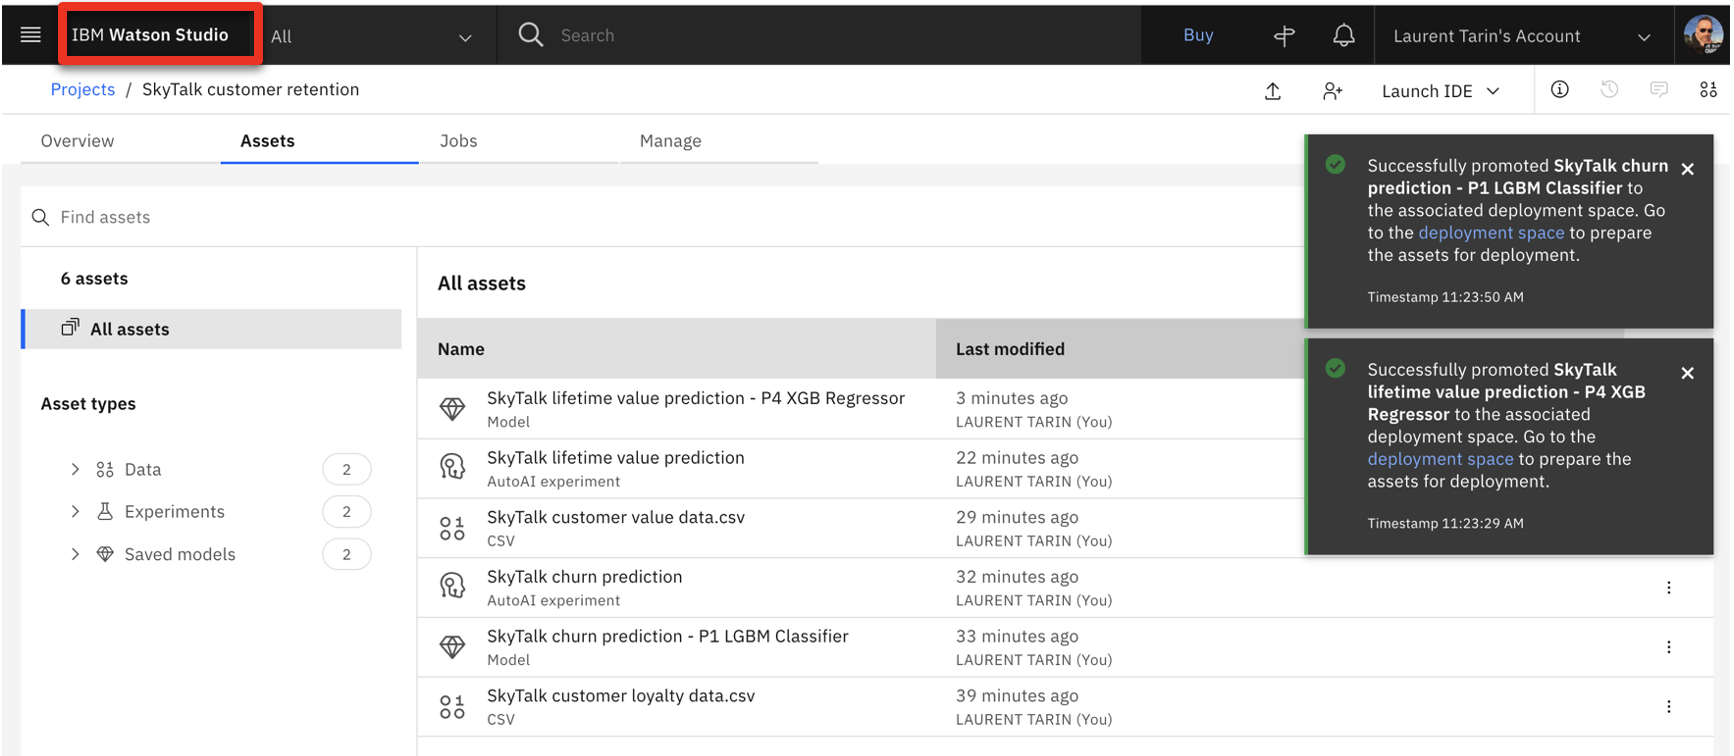 IBM Watson Studio
All
Search
Buy
Laurent Tarin's Account
Projects / SkyTalk customer retention
Launch IDE
Overview
Assets
Jobs
Manage
Find assets
6 assets
All assets
Asset types
Data 2
Experiments 2
Saved models 2
All assets
Name Last modified
SkyTalk lifetime value prediction - P4 XGB Regressor 3 minutes ago
Model LAURENT TARIN (You)
SkyTalk lifetime value prediction 22 minutes ago
AutoAI experiment LAURENT TARIN (You)
SkyTalk customer value data.csv 29 minutes ago
CSV LAURENT TARIN (You)
SkyTalk churn prediction 32 minutes ago
AutoAI experiment LAURENT TARIN (You)
SkyTalk churn prediction - P1 LGBM Classifier 33 minutes ago
Model LAURENT TARIN (You)
SkyTalk customer loyalty data.csv 39 minutes ago
CSV LAURENT TARIN (You)
Successfully promoted SkyTalk churn
prediction - P1 LGBM Classifier to
the associated deployment space. Go
to the deployment space to prepare
the assets for deployment.
Timestamp 11:23:50 AM
Successfully promoted SkyTalk
lifetime value prediction - P4 XGB
Regressor to the associated
deployment space. Go to the
deployment space to prepare the
assets for deployment.
Timestamp 11:23:29 AM